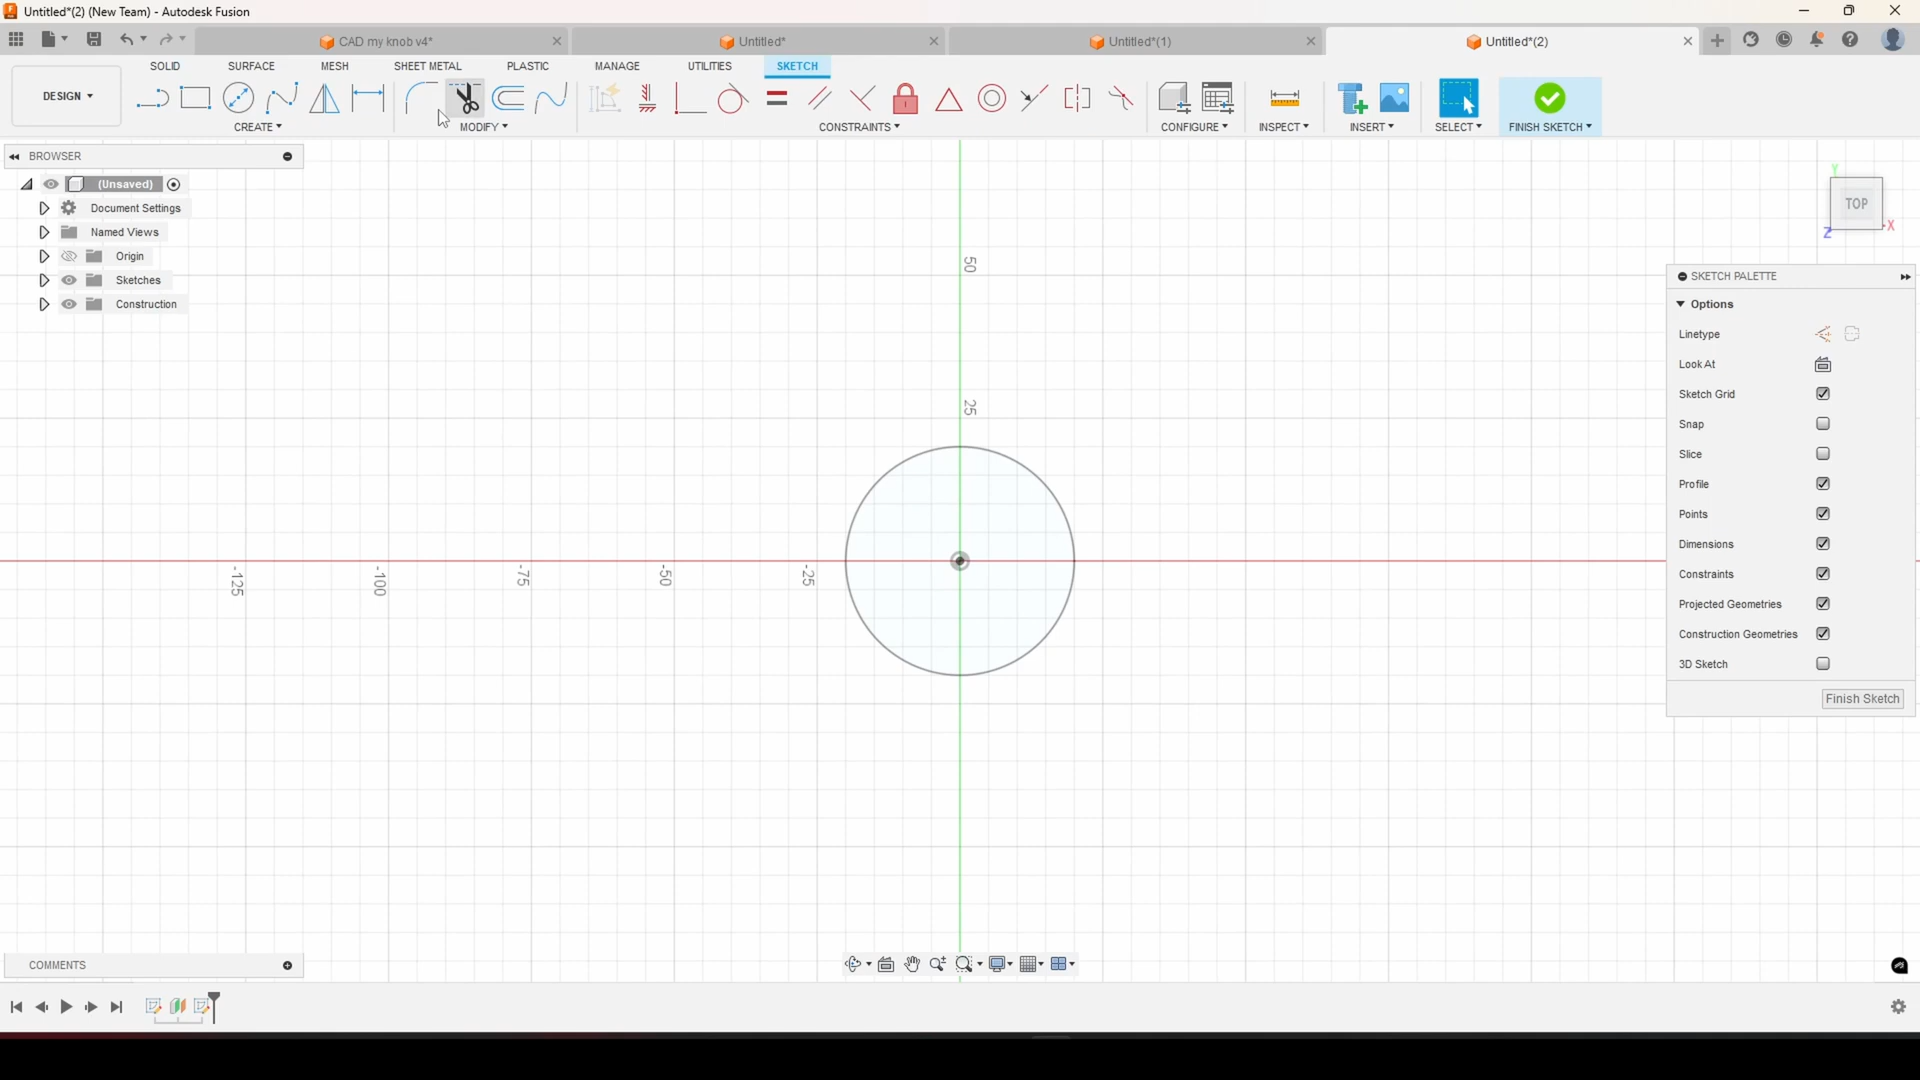 Untitled*(2) (New Team) - Autodesk Fusion
CAD my knob v4*
Untitled*
Untitled*(1)
Untitled*(2)
SOLID
SURFACE
MESH
SHEET METAL
PLASTIC
MANAGE
UTILITIES
SKETCH
DESIGN
CREATE
MODIFY
CONSTRAINTS
CONFIGURE
INSPECT
INSERT
SELECT
FINISH SKETCH
BROWSER
(Unsaved)
Document Settings
Named Views
Origin
Sketches
Construction
Y
TOP
X
Z
50
25
-125
-100
-75
-50
-25
SKETCH PALETTE
Options
Linetype
Look At
Sketch Grid
Snap
Slice
Profile
Points
Dimensions
Constraints
Projected Geometries
Construction Geometries
3D Sketch
Finish Sketch
COMMENTS